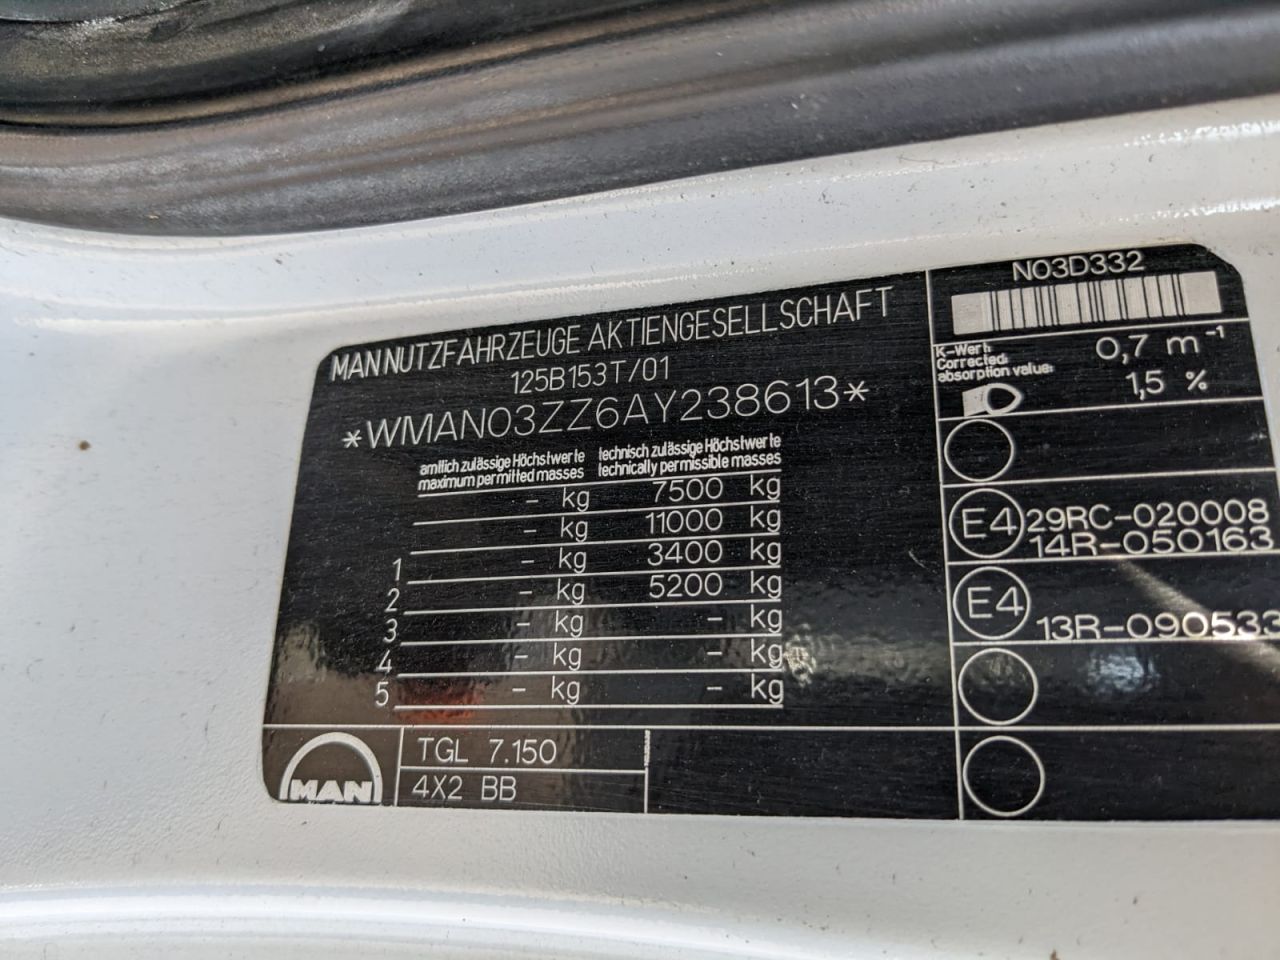 MAN NUTZFAHRZEUGE AKTIENGESELLSCHAFT
125B153T/01
*WMAN03ZZ6AY238613*
amtlich zulässige Höchstwerte
maximum permitted masses
technisch zulässige Höchstwerte
technically permissible masses
- kg 7500 kg
- kg 11000 kg
1 - kg 3400 kg
2 - kg 5200 kg
3 - kg - kg
4 - kg - kg
5 - kg - kg
MAN
TGL 7.150
4X2 BB
N03D332
K-Wert:
Corrected
absorption value:
0,7 m⁻¹
1,5 %
E4 29RC-020008
14R-050163
E4 13R-090533